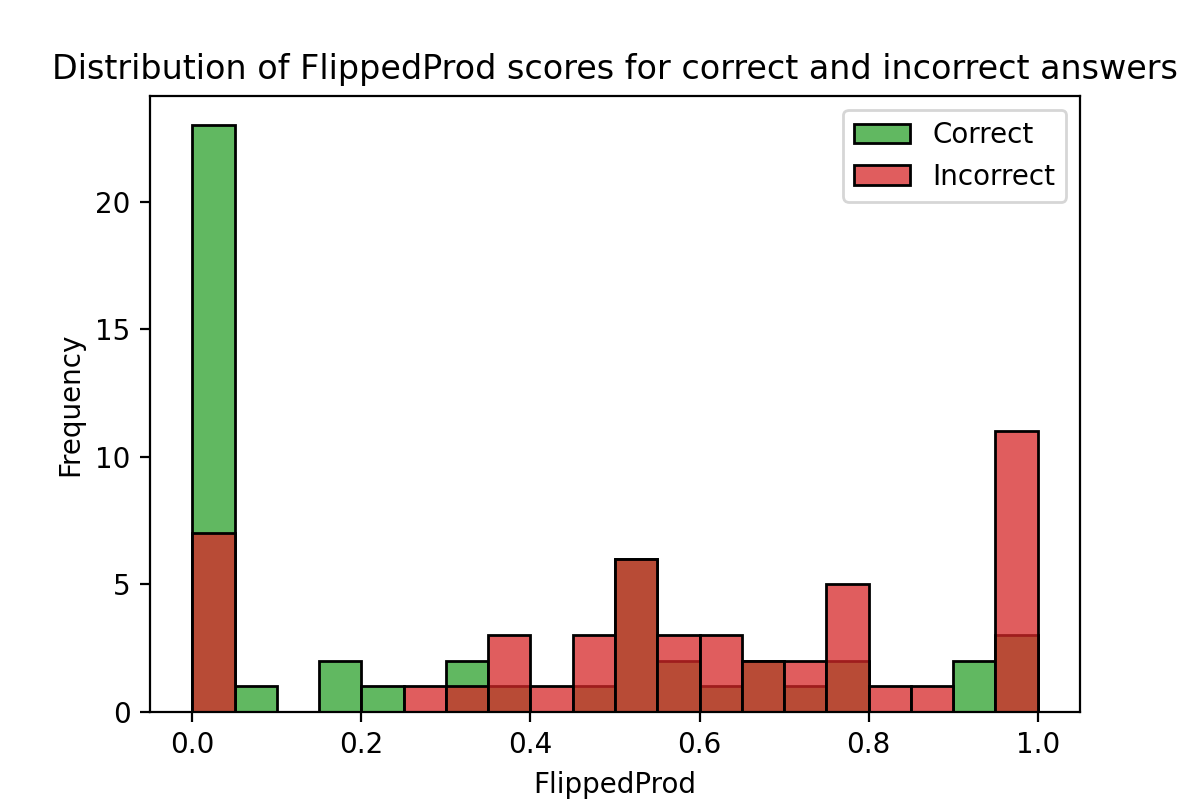 Distribution of FlippedProd scores for correct and incorrect answers
Correct
Incorrect
Frequency
20
15
10
5
0
0.0 0.2 0.4 0.6 0.8 1.0
FlippedProd